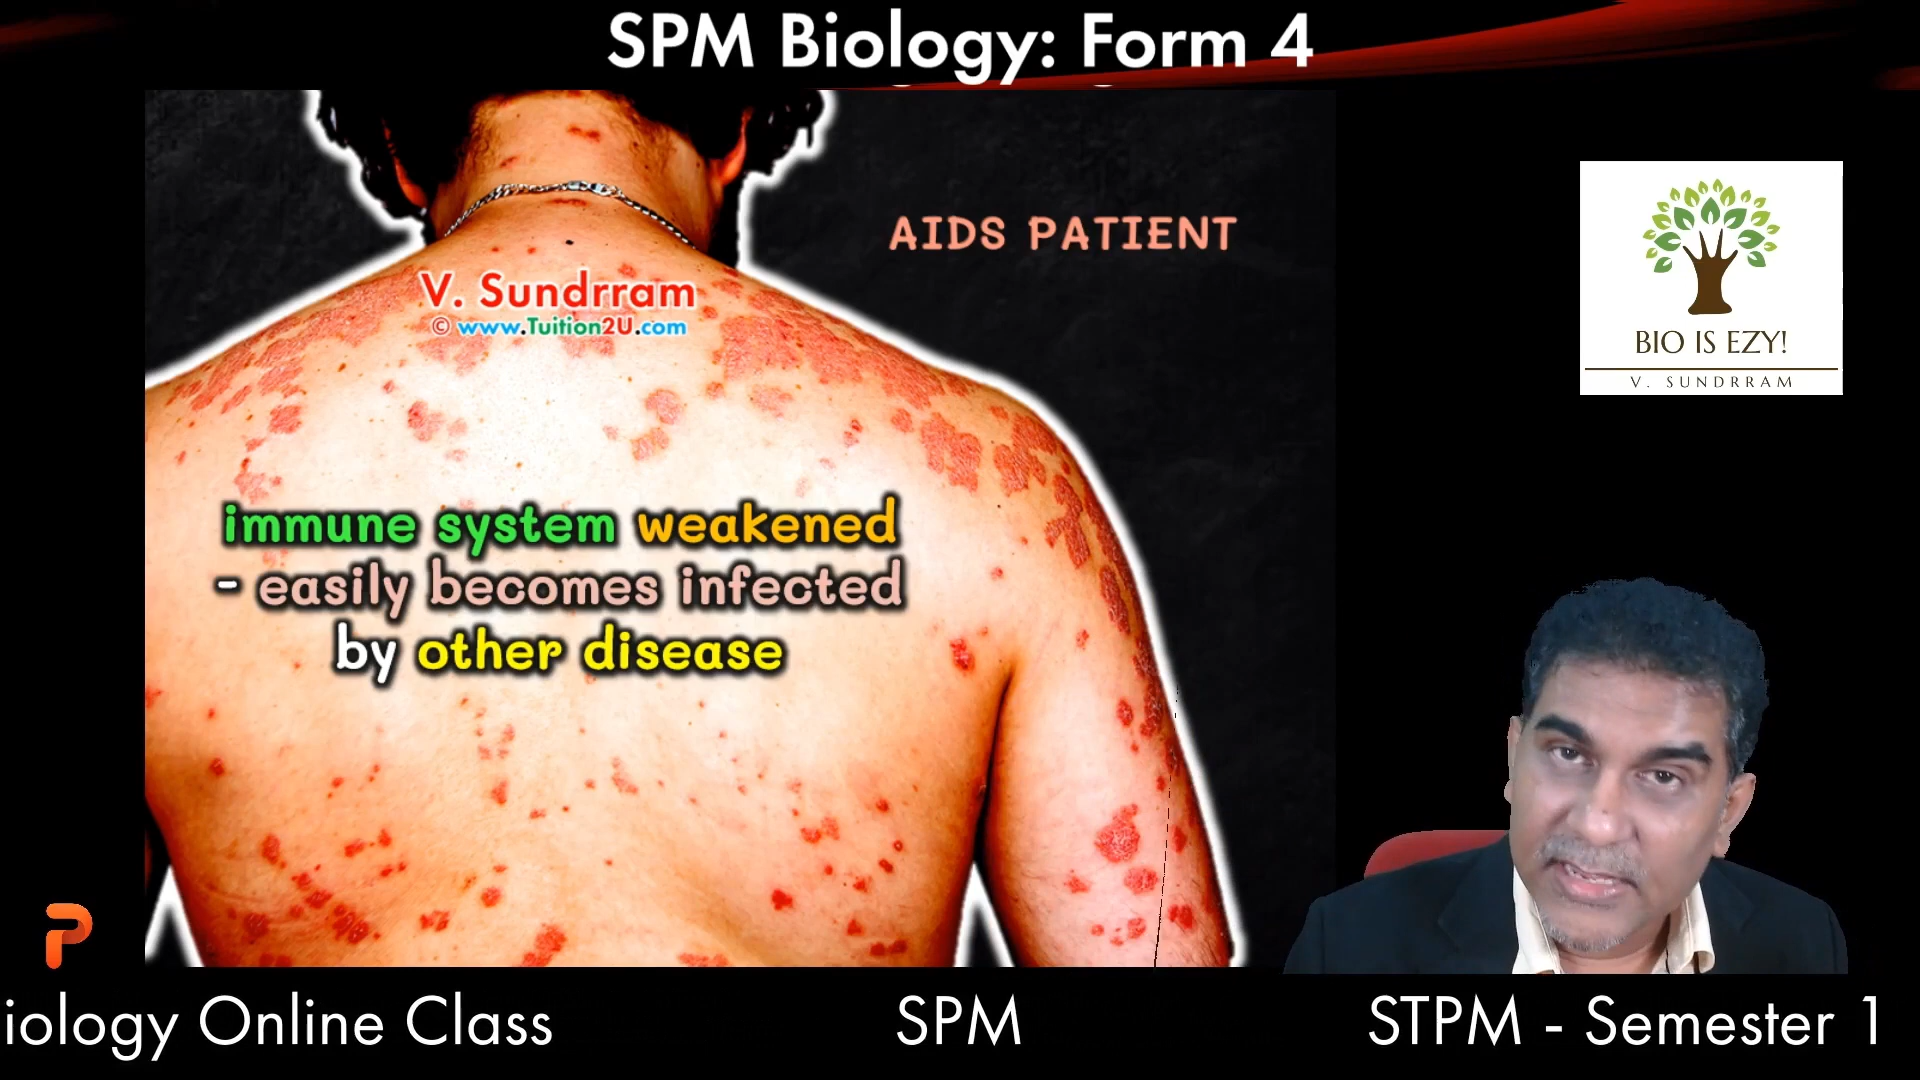 SPM Biology: Form 4
AIDS PATIENT
V. Sundrram
© www.Tuition2U.com
BIO IS EZY!
V. SUNDRRAM
immune system weakened
- easily becomes infected
by other disease
iology Online Class
SPM
STPM - Semester 1